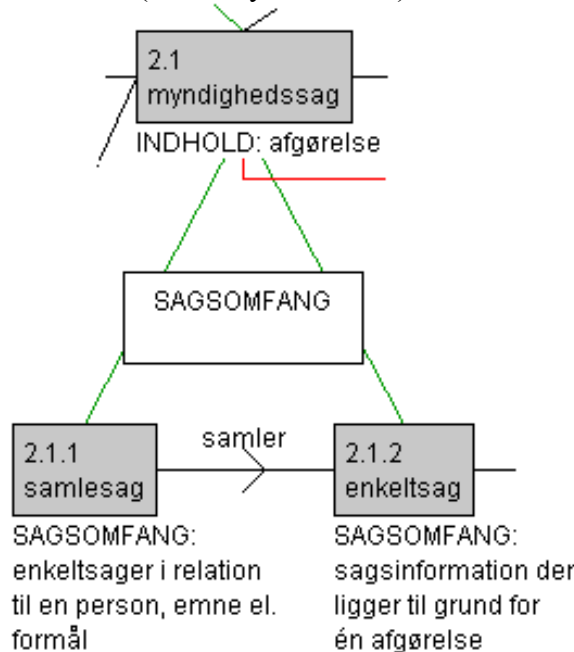 2.1
myndighedssag
INDHOLD: afgørelse
SAGSOMFANG
samler
2.1.1
samlesag
SAGSOMFANG:
enkeltsager i relation
til en person, emne el.
formål
2.1.2
enkeltsag
SAGSOMFANG:
sagsinformation der
ligger til grund for
én afgørelse